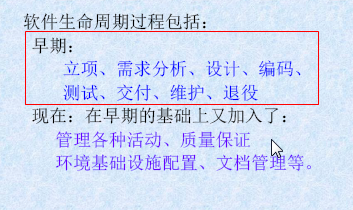 软件生命周期过程包括：
早期：
立项、需求分析、设计、编码、
测试、交付、维护、退役
现在：在早期的基础上又加入了：
管理各种活动、质量保证
环境基础设施配置、文档管理等。